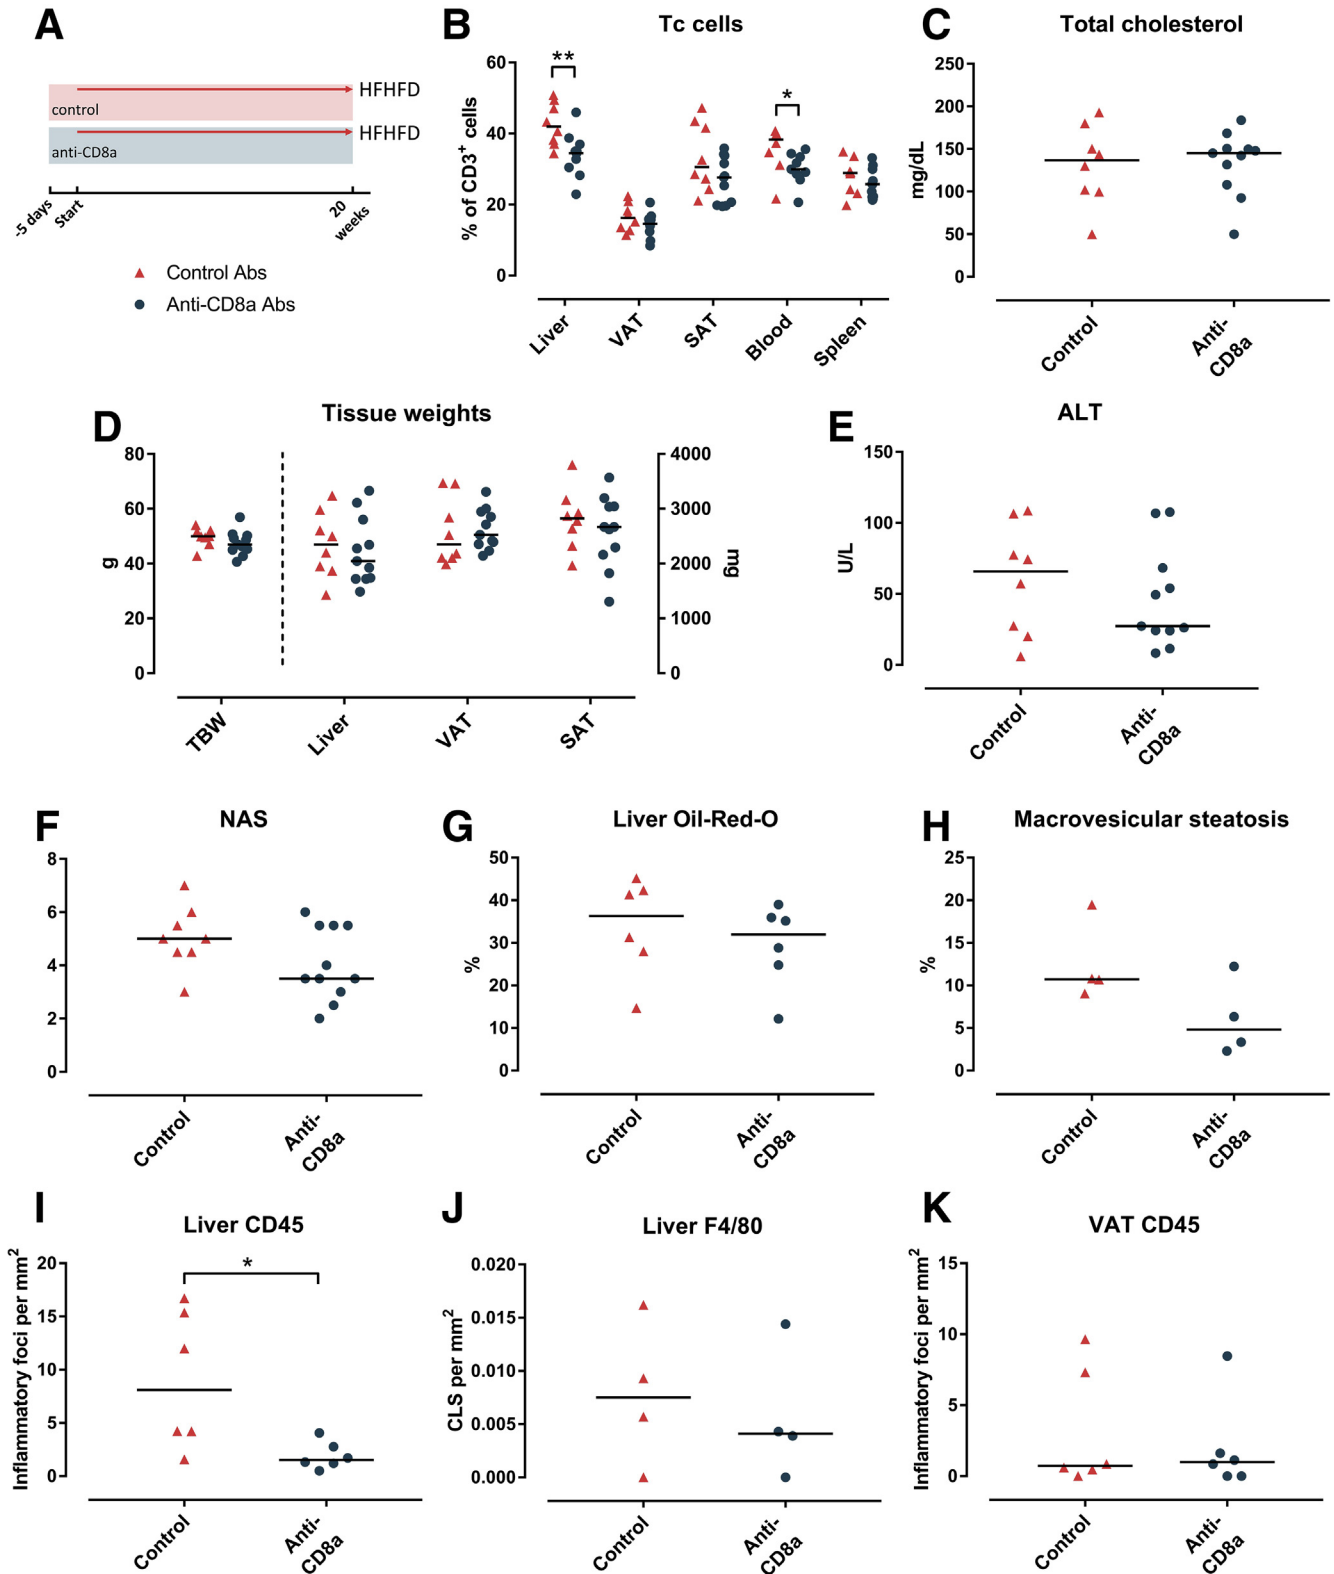 A
control
HFHFD
anti-CD8a
HFHFD
-5 days
Start
20
weeks
Control Abs
Anti-CD8a Abs
B
Tc cells
% of CD3+ cells
60
40
20
0
**
*
Liver
VAT
SAT
Blood
Spleen
C
Total cholesterol
mg/dL
250
200
150
100
50
0
Control
Anti-
CD8a
D
Tissue weights
g
80
60
40
20
0
4000
3000
2000
1000
0
mg
TBW
Liver
VAT
SAT
E
ALT
U/L
150
100
50
0
Control
Anti-
CD8a
F
NAS
8
6
4
2
0
Control
Anti-
CD8a
G
Liver Oil-Red-O
%
50
40
30
20
10
0
Control
Anti-
CD8a
H
Macrovesicular steatosis
%
25
20
15
10
5
0
Control
Anti-
CD8a
I
Liver CD45
Inflammatory foci per mm2
20
15
10
5
0
*
Control
Anti-
CD8a
J
Liver F4/80
CLS per mm2
0.020
0.015
0.010
0.005
0.000
Control
Anti-
CD8a
K
VAT CD45
Inflammatory foci per mm2
15
10
5
0
Control
Anti-
CD8a